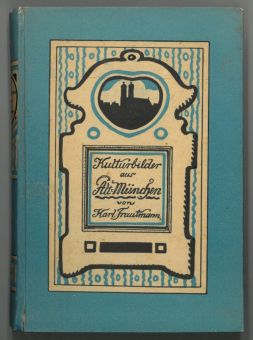 Kulturbilder
aus
Alt-München
von
Karl Trautmann